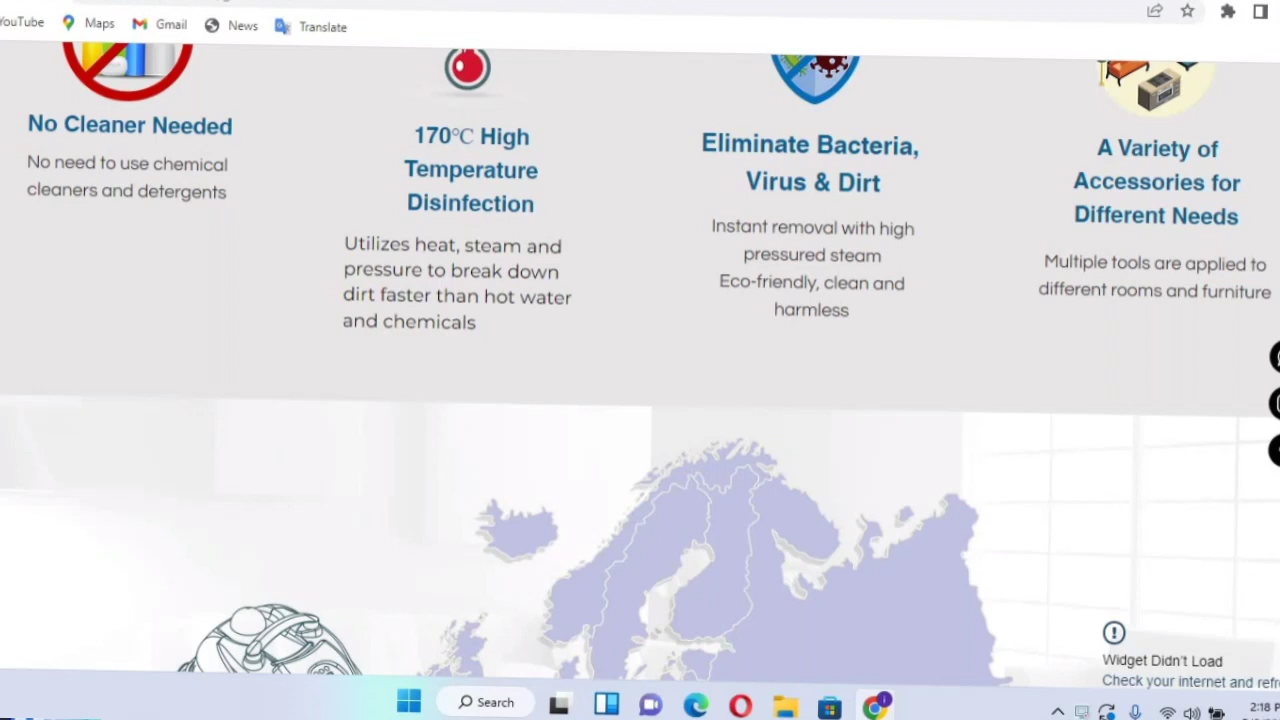 YouTube Maps Gmail News Translate
No Cleaner Needed
No need to use chemical
cleaners and detergents
170°C High
Temperature
Disinfection
Utilizes heat, steam and
pressure to break down
dirt faster than hot water
and chemicals
Eliminate Bacteria,
Virus & Dirt
Instant removal with high
pressured steam
Eco-friendly, clean and
harmless
A Variety of
Accessories for
Different Needs
Multiple tools are applied to
different rooms and furniture
Widget Didn't Load
Check your internet and
Search
2:18